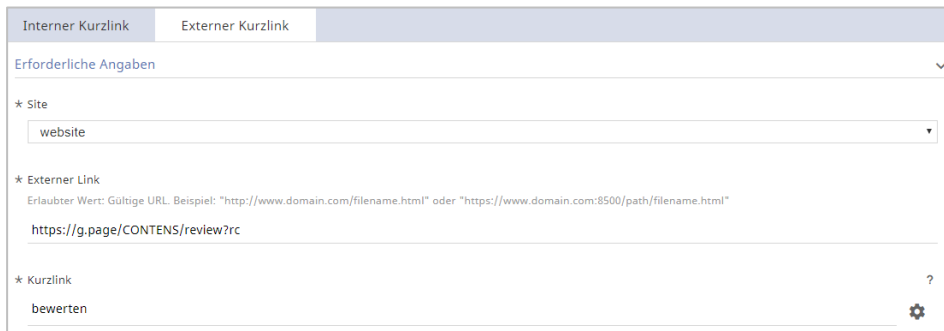 Interner Kurzlink Externer Kurzlink
Erforderliche Angaben
* Site
website
* Externer Link
Erlaubter Wert: Gültige URL. Beispiel: "http://www.domain.com/filename.html" oder "https://www.domain.com:8500/path/filename.html"
https://g.page/CONTENS/review?rc
* Kurzlink ?
bewerten